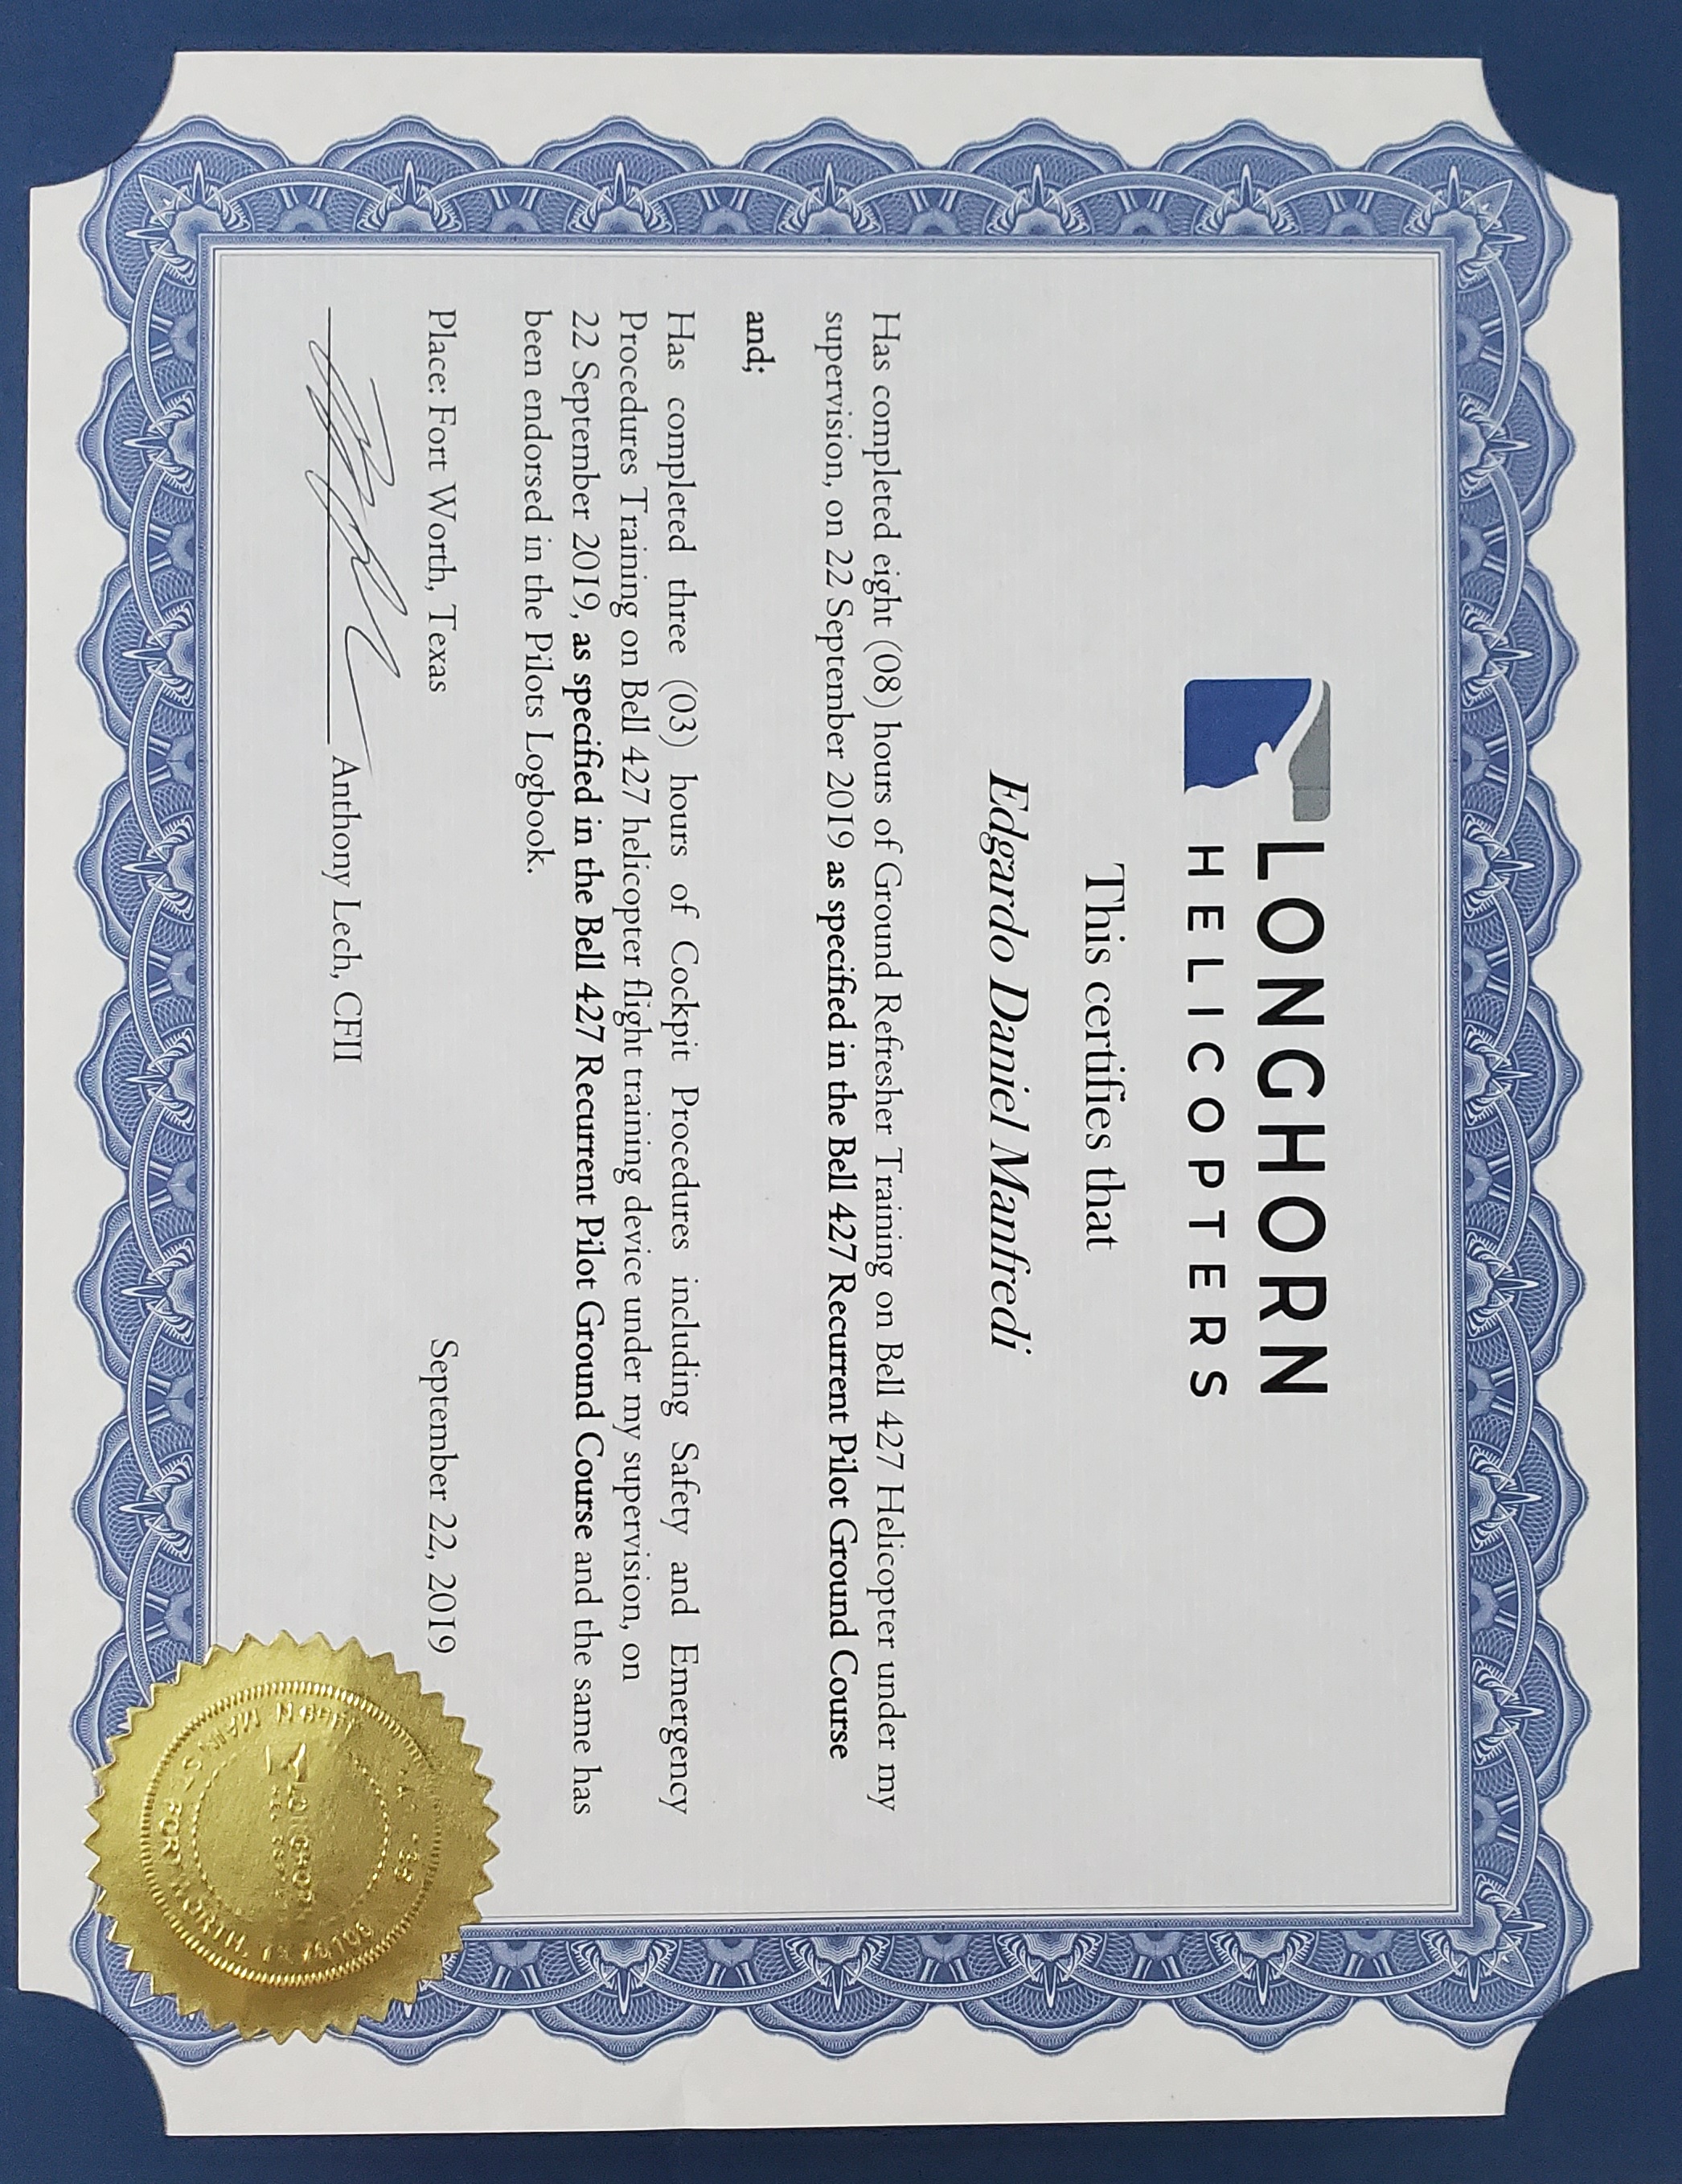 LONGHORN
HELICOPTERS
This certifies that
Edgardo Daniel Manfredi
Has completed eight (08) hours of Ground Refresher Training on Bell 427 Helicopter under my
supervision, on 22 September 2019 as specified in the Bell 427 Recurrent Pilot Ground Course
and;
Has completed three (03) hours of Cockpit Procedures including Safety and Emergency
Procedures Training on Bell 427 helicopter flight training device under my supervision, on
22 September 2019, as specified in the Bell 427 Recurrent Pilot Ground Course and the same has
been endorsed in the Pilots Logbook.
Place: Fort Worth, Texas
September 22, 2019
Anthony Lech, CFII
LONGHORN
MAIN ST FORT WORTH